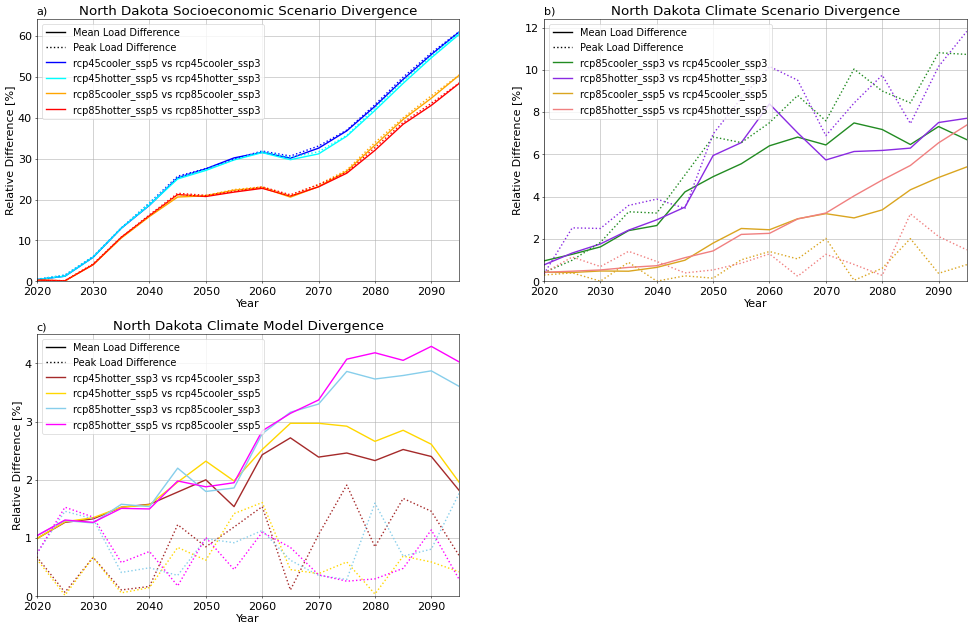 a)
North Dakota Socioeconomic Scenario Divergence
Mean Load Difference
Peak Load Difference
rcp45cooler_ssp5 vs rcp45cooler_ssp3
rcp45hotter_ssp5 vs rcp45hotter_ssp3
rcp85cooler_ssp5 vs rcp85cooler_ssp3
rcp85hotter_ssp5 vs rcp85hotter_ssp3
Relative Difference [%]
60
50
40
30
20
10
0
2020 2030 2040 2050 2060 2070 2080 2090
Year
b)
North Dakota Climate Scenario Divergence
Mean Load Difference
Peak Load Difference
rcp85cooler_ssp3 vs rcp45cooler_ssp3
rcp85hotter_ssp3 vs rcp45hotter_ssp3
rcp85cooler_ssp5 vs rcp45cooler_ssp5
rcp85hotter_ssp5 vs rcp45hotter_ssp5
Relative Difference [%]
12
10
8
6
4
2
0
2020 2030 2040 2050 2060 2070 2080 2090
Year
c)
North Dakota Climate Model Divergence
Mean Load Difference
Peak Load Difference
rcp45hotter_ssp3 vs rcp45cooler_ssp3
rcp45hotter_ssp5 vs rcp45cooler_ssp5
rcp85hotter_ssp3 vs rcp85cooler_ssp3
rcp85hotter_ssp5 vs rcp85cooler_ssp5
Relative Difference [%]
4
3
2
1
0
2020 2030 2040 2050 2060 2070 2080 2090
Year